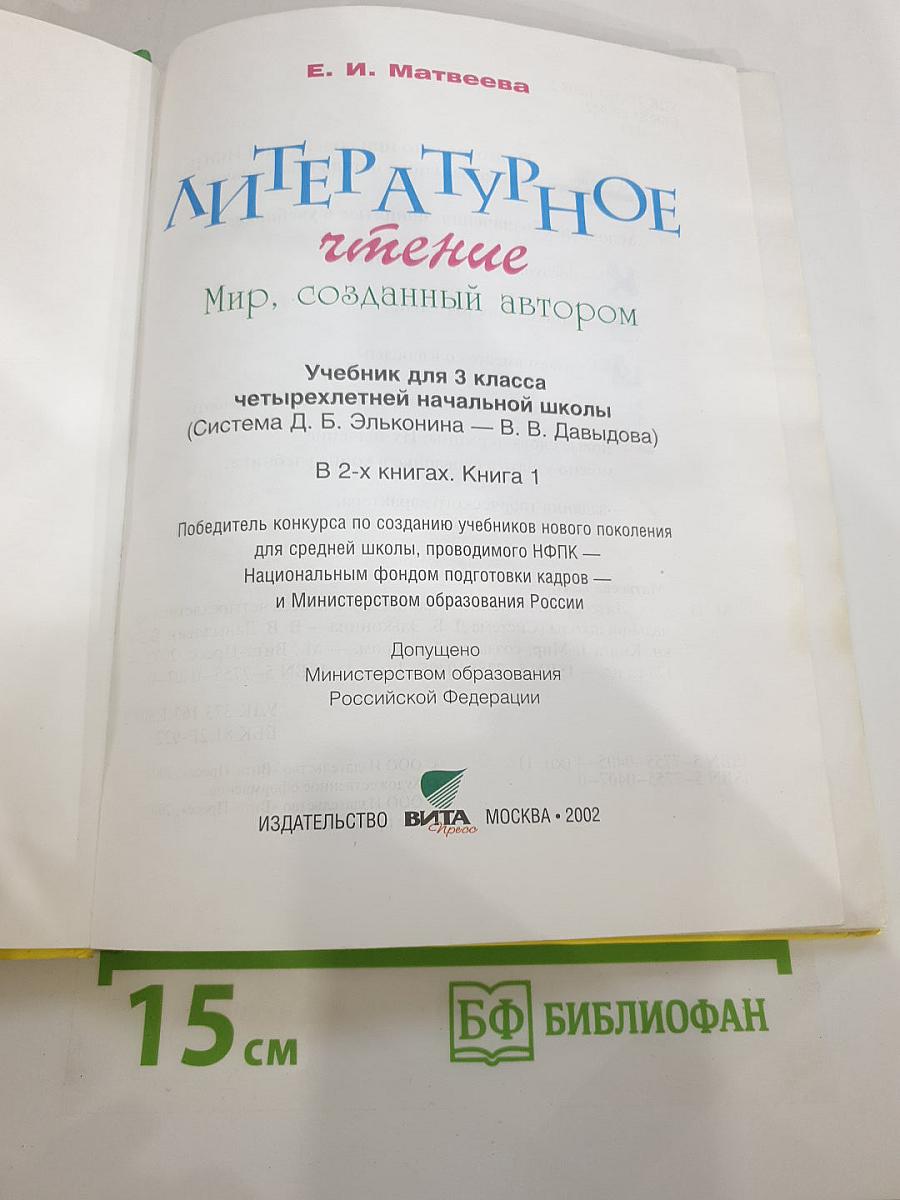 Е. И. Матвеева
ЛИТЕРАТУРНОЕ
чтение
Мир, созданный автором
Учебник для 3 класса
четырехлетней начальной школы
(Система Д. Б. Эльконина — В. В. Давыдова)
В 2-х книгах. Книга 1
Победитель конкурса по созданию учебников нового поколения
для средней школы, проводимого НФПК —
Национальным фондом подготовки кадров —
и Министерством образования России
Допущено
Министерством образования
Российской Федерации
ИЗДАТЕЛЬСТВО ВИТА Пресс МОСКВА • 2002
15 см
БФ БИБЛИОФАН